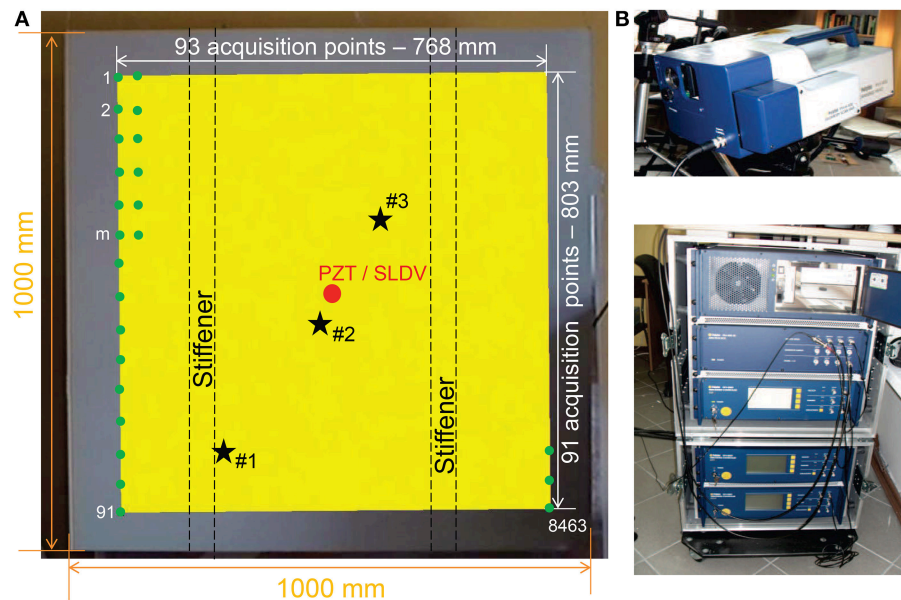 A
B
93 acquisition points – 768 mm
1
2
m
91
1000 mm
#3
PZT / SLDV
#2
#1
Stiffener
Stiffener
91 acquisition points – 803 mm
8463
1000 mm